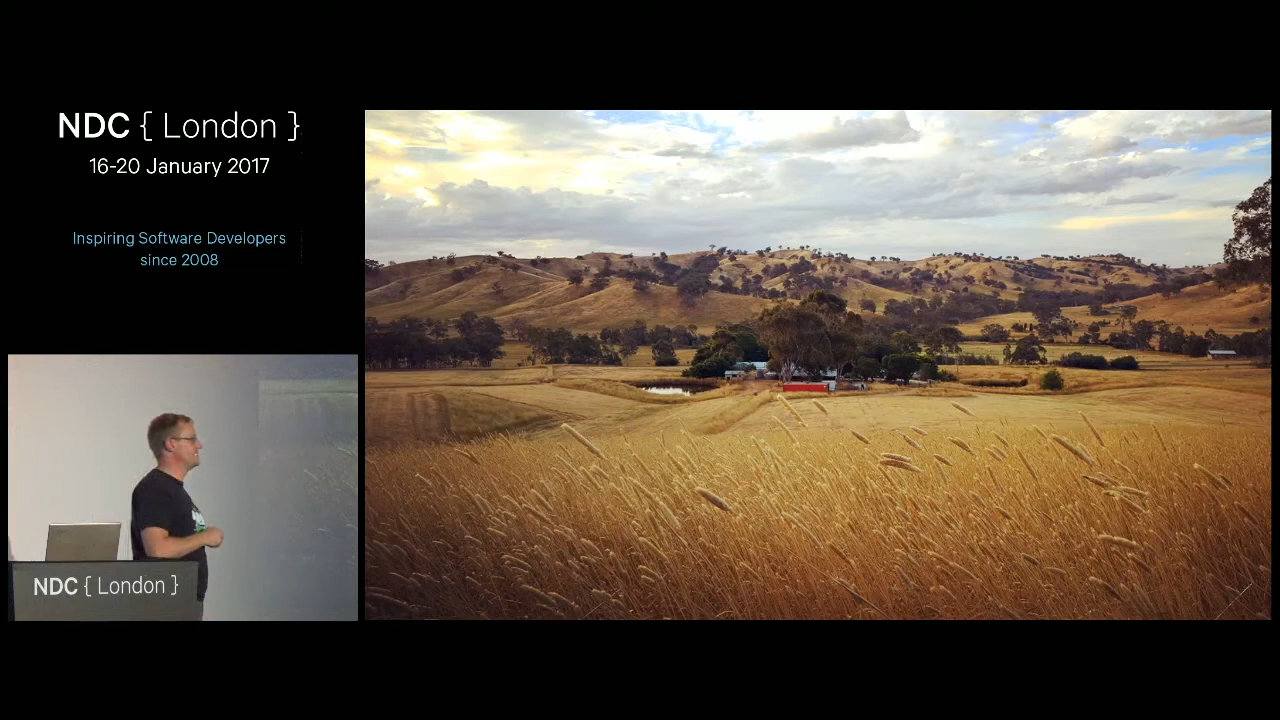 NDC { London }
16-20 January 2017
Inspiring Software Developers
since 2008
NDC { London }